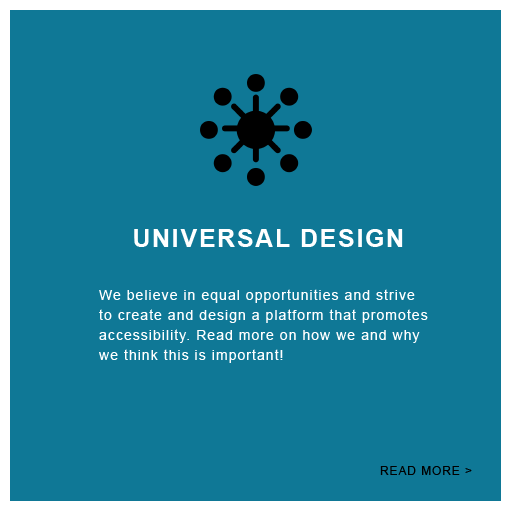 UNIVERSAL DESIGN
We believe in equal opportunities and strive
to create and design a platform that promotes
accessibility. Read more on how we and why
we think this is important!
READ MORE >